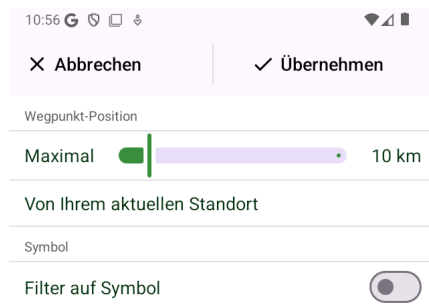 10:56 G
Abbrechen
Übernehmen
Wegpunkt-Position
Maximal 10 km
Von Ihrem aktuellen Standort
Symbol
Filter auf Symbol